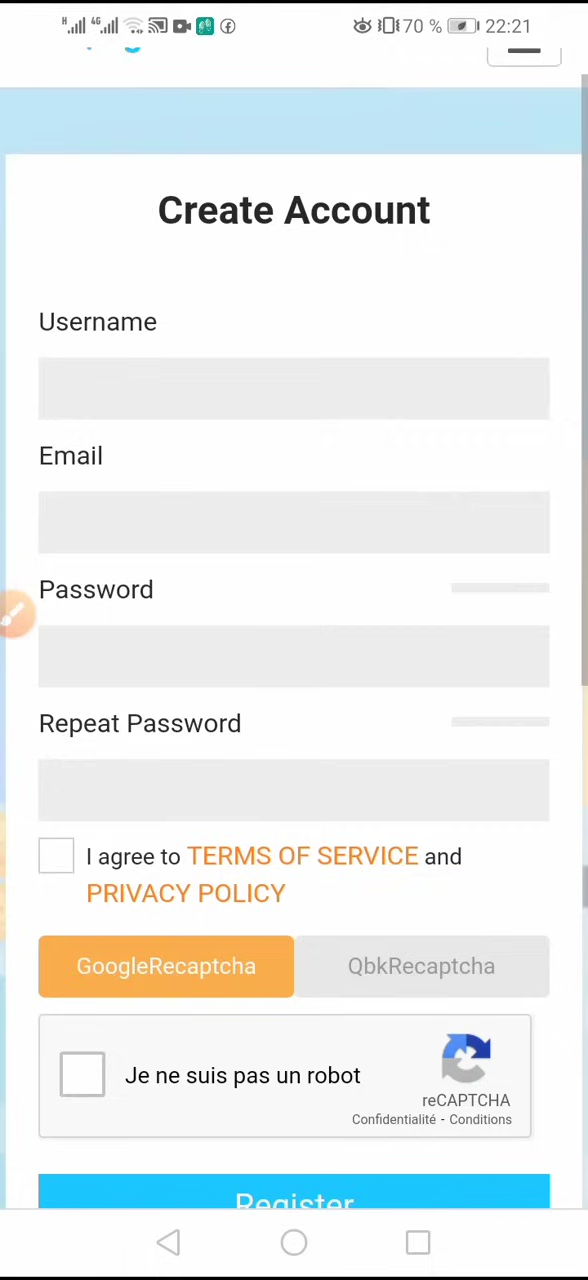 H 4G 70 % 22:21
Create Account
Username
Email
Password
Repeat Password
I agree to TERMS OF SERVICE and
PRIVACY POLICY
GoogleRecaptcha QbkRecaptcha
Je ne suis pas un robot
reCAPTCHA
Confidentialité - Conditions
Register